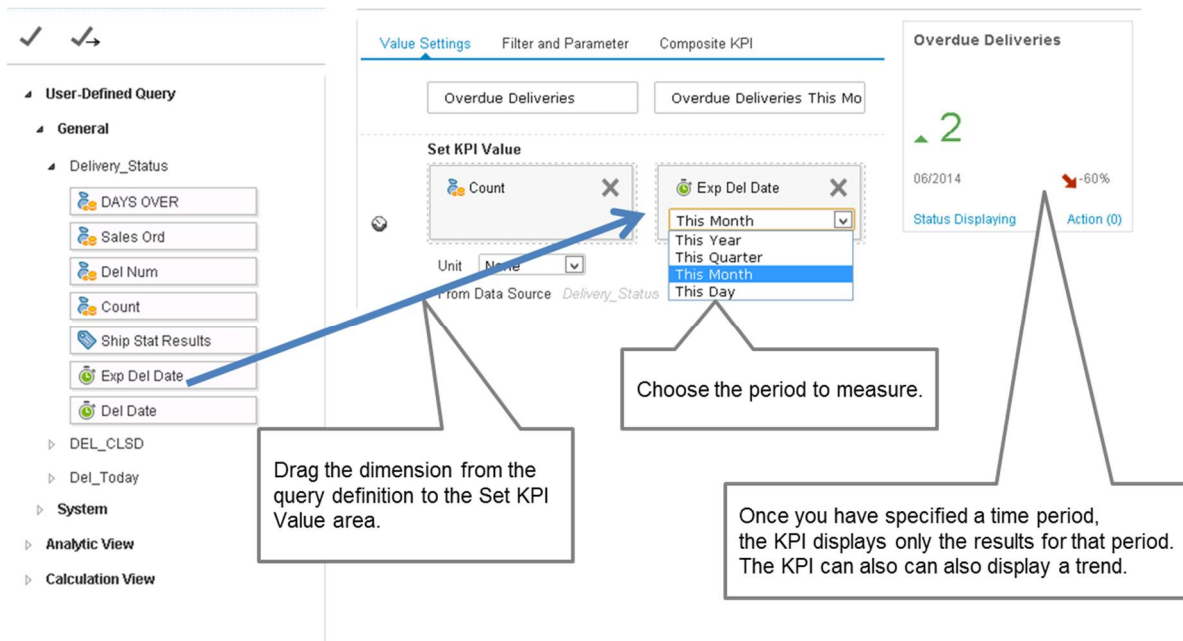 User-Defined Query
General
Delivery_Status
DAYS OVER
Sales Ord
Del Num
Count
Ship Stat Results
Exp Del Date
Del Date
DEL_CLSD
Del_Today
System
Analytic View
Calculation View
Value Settings Filter and Parameter Composite KPI
Overdue Deliveries Overdue Deliveries This Mo
Set KPI Value
Count Exp Del Date
This Month
This Year
This Quarter
This Month
This Day
Unit None
From Data Source Delivery_Status
Overdue Deliveries
2
06/2014 -60%
Status Displaying Action (0)
Choose the period to measure.
Drag the dimension from the
query definition to the Set KPI
Value area.
Once you have specified a time period,
the KPI displays only the results for that period.
The KPI can also can also display a trend.